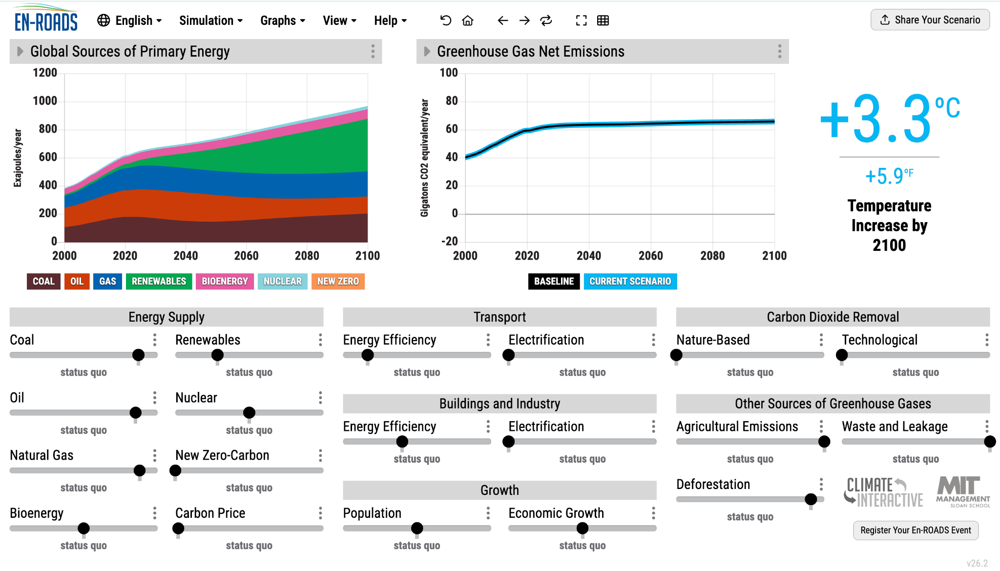 EN-ROADS
English
Simulation
Graphs
View
Help
Share Your Scenario
Global Sources of Primary Energy
Exajoules/year
1200
1000
800
600
400
200
0
2000 2020 2040 2060 2080 2100
COAL OIL GAS RENEWABLES BIOENERGY NUCLEAR NEW ZERO
Greenhouse Gas Net Emissions
Gigatons CO2 equivalent/year
100
80
60
40
20
0
-20
2000 2020 2040 2060 2080 2100
BASELINE CURRENT SCENARIO
+3.3ºC
+5.9ºF
Temperature
Increase by
2100
Energy Supply
Coal
status quo
Renewables
status quo
Oil
status quo
Nuclear
status quo
Natural Gas
status quo
New Zero-Carbon
status quo
Bioenergy
status quo
Carbon Price
status quo
Transport
Energy Efficiency
status quo
Electrification
status quo
Buildings and Industry
Energy Efficiency
status quo
Electrification
status quo
Growth
Population
status quo
Economic Growth
status quo
Carbon Dioxide Removal
Nature-Based
status quo
Technological
status quo
Other Sources of Greenhouse Gases
Agricultural Emissions
status quo
Waste and Leakage
status quo
Deforestation
status quo
CLIMATE
INTERACTIVE
MIT
MANAGEMENT
SLOAN SCHOOL
Register Your En-ROADS Event
v26.2